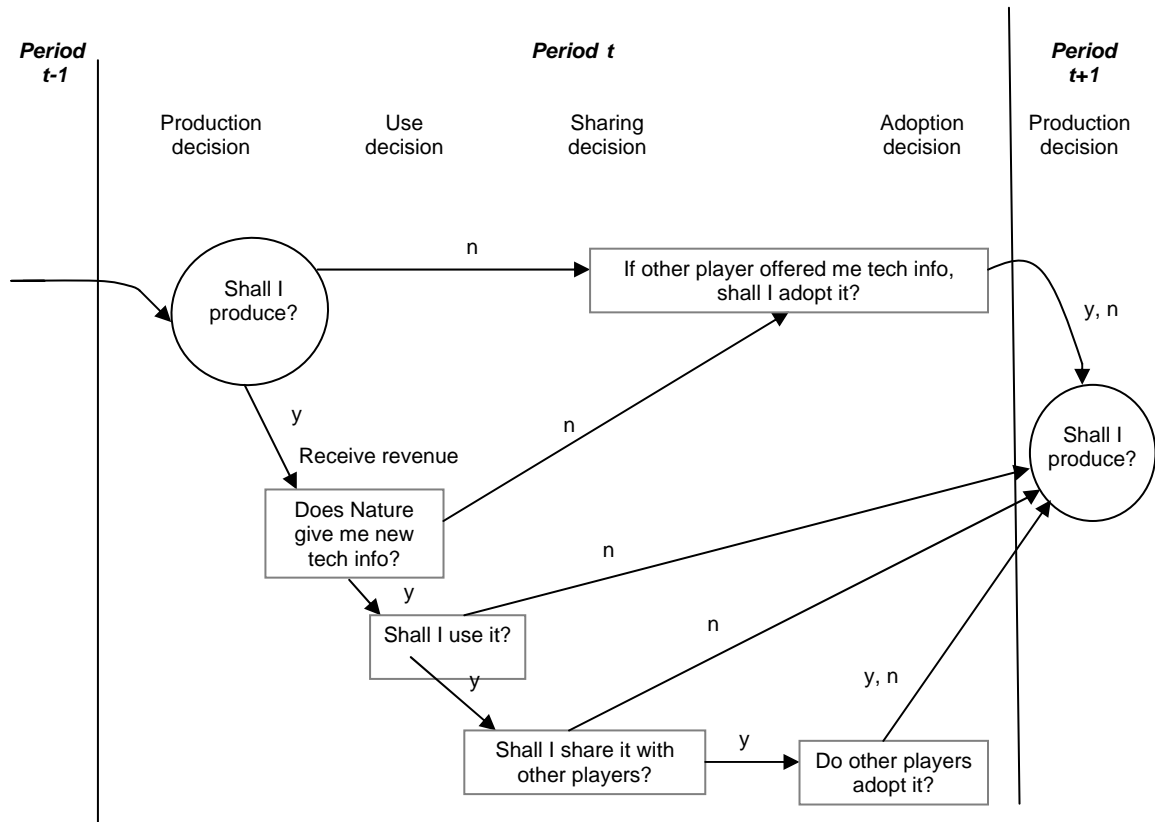 Period
t-1
Period t
Period
t+1
Production
decision
Use
decision
Sharing
decision
Adoption
decision
Production
decision
n
If other player offered me tech info,
shall I adopt it?
Shall I
produce?
y, n
y
n
Receive revenue
Shall I
produce?
Does Nature
give me new
tech info?
n
y
Shall I use it?
n
y
y, n
Shall I share it with
other players?
y
Do other players
adopt it?